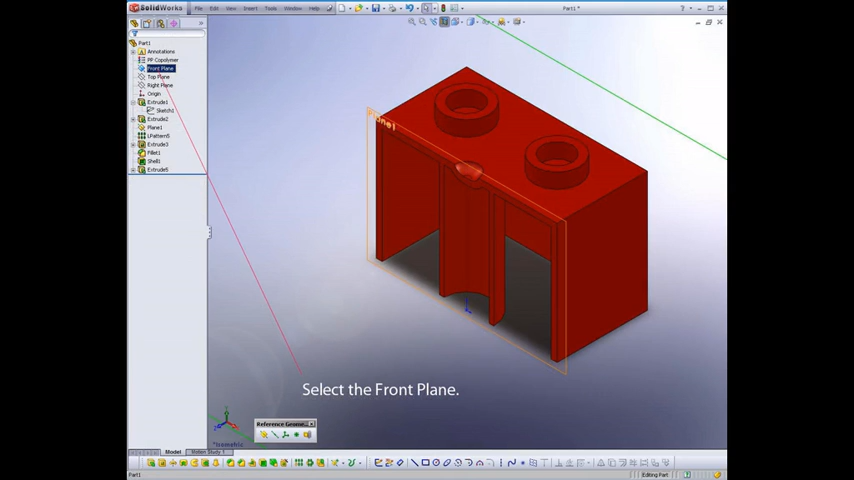 SolidWorks
File Edit View Insert Tools Window Help
Part1 *
Part1
Annotations
PP Copolymer
Front Plane
Top Plane
Right Plane
Origin
Extrude1
Sketch1
Extrude2
Plane1
LPattern5
Extrude3
Fillet1
Shell1
Extrude5
Plane1
Select the Front Plane.
Reference Geome...
*Isometric
Model Motion Study 1
Part1 Editing Part